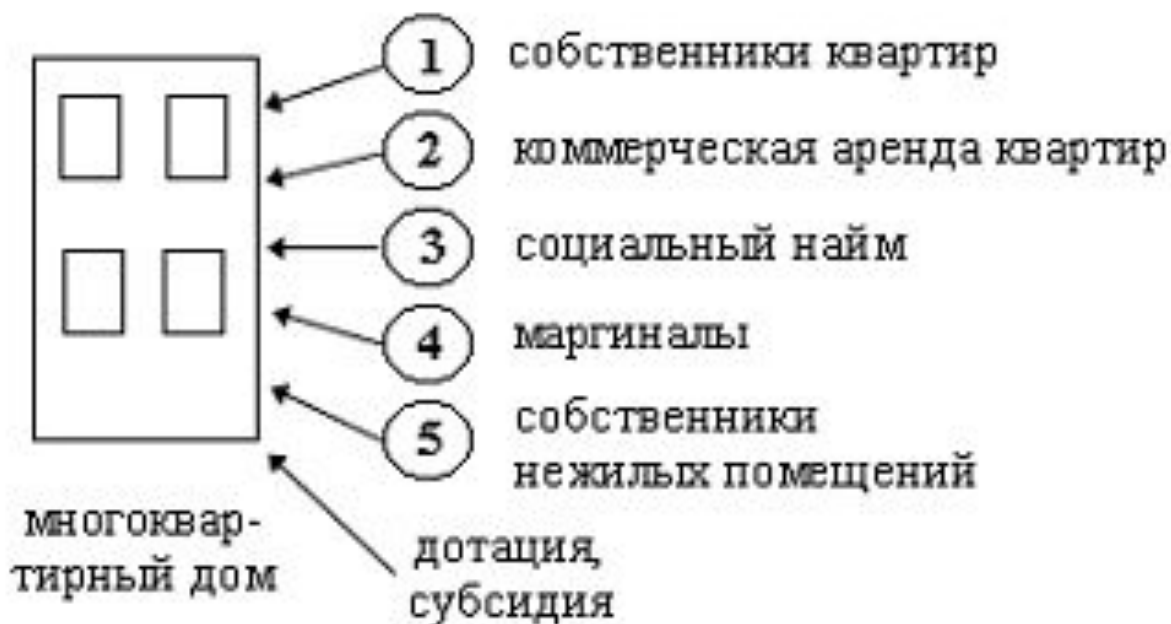 1 собственники квартир
2 коммерческая аренда квартир
3 социальный найм
4 маргиналы
5 собственники
нежилых помещений
многоквар-
тирный дом
дотация,
субсидия